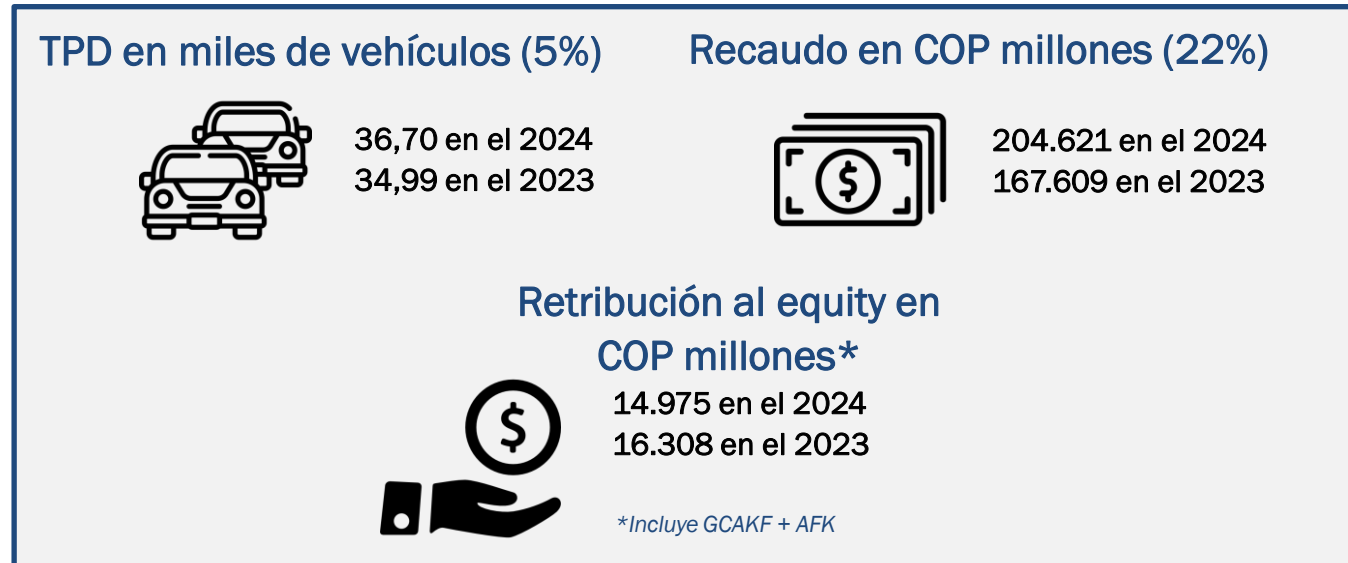 TPD en miles de vehículos (5%)
36,70 en el 2024
34,99 en el 2023
Recaudo en COP millones (22%)
$
204.621 en el 2024
167.609 en el 2023
Retribución al equity en
COP millones*
$
14.975 en el 2024
16.308 en el 2023
*Incluye GCAKF + AFK